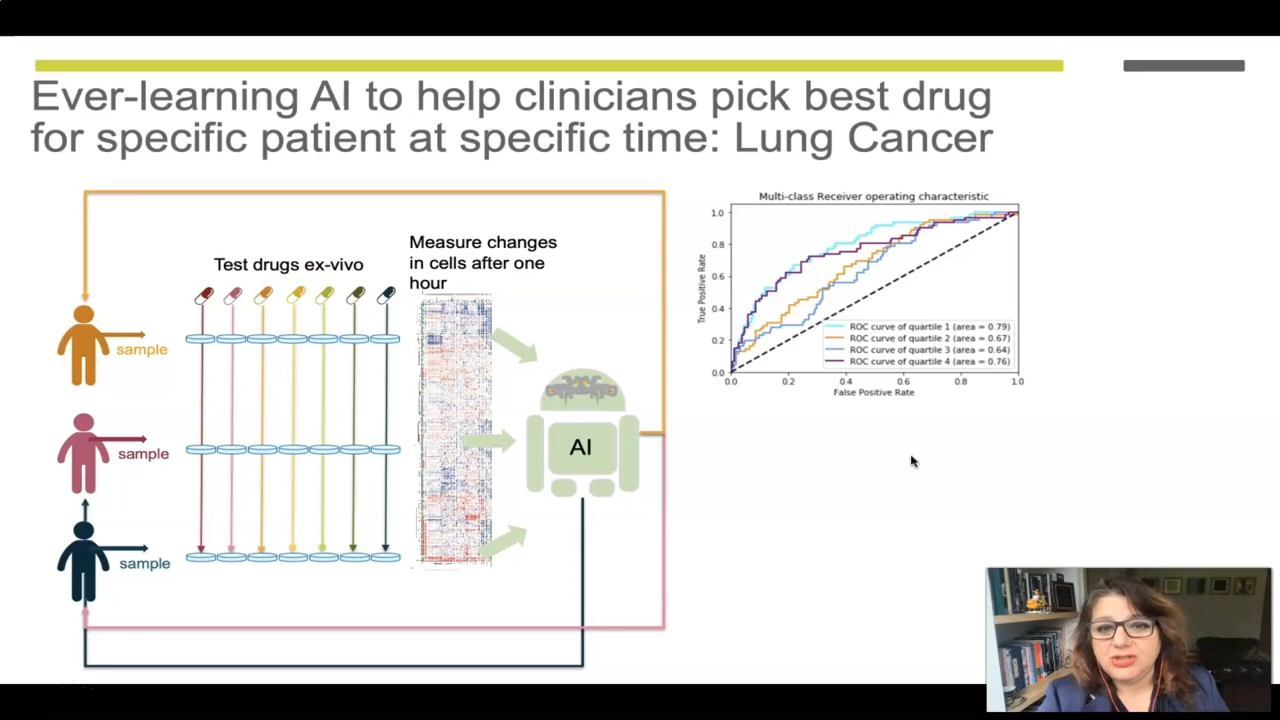 Ever-learning AI to help clinicians pick best drug
for specific patient at specific time: Lung Cancer
Test drugs ex-vivo
Measure changes
in cells after one
hour
sample
sample
sample
AI
Multi-class Receiver operating characteristic
True Positive Rate
1.0
0.8
0.6
0.4
0.2
0.0
ROC curve of quartile 1 (area = 0.79)
ROC curve of quartile 2 (area = 0.67)
ROC curve of quartile 3 (area = 0.64)
ROC curve of quartile 4 (area = 0.76)
0.0 0.2 0.4 0.6 0.8 1.0
False Positive Rate